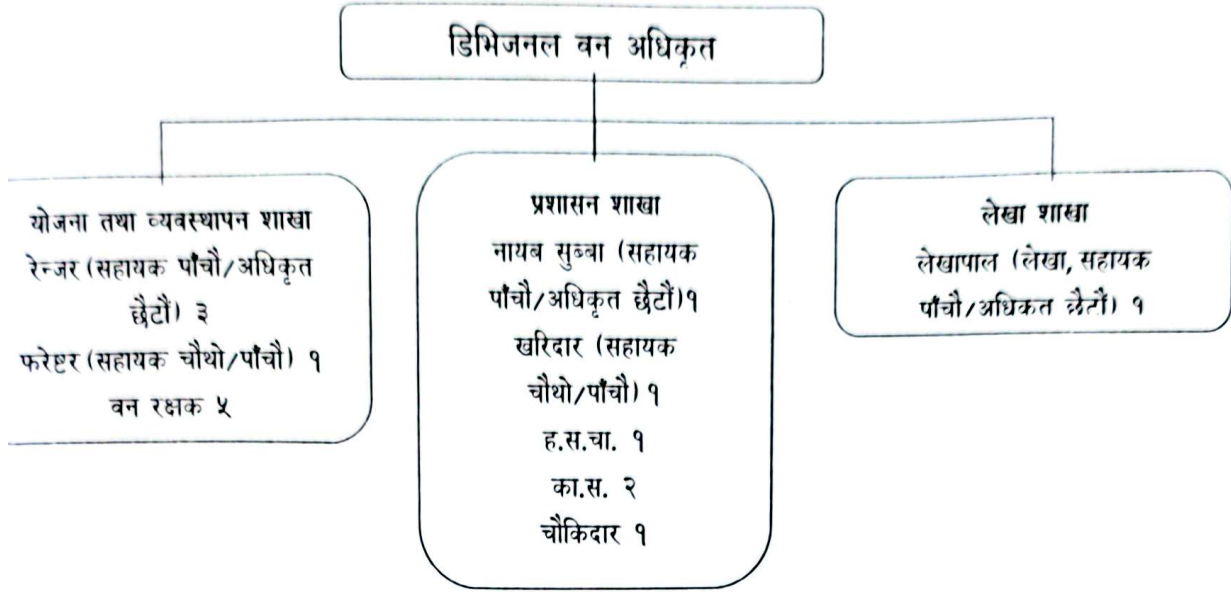 डिभिजनल वन अधिकृत
योजना तथा व्यवस्थापन शाखा
रेन्जर (सहायक पाँचौ/अधिकृत
छैटौं) ३
फरेष्टर (सहायक चौथो/पाँचौ) १
वन रक्षक ५
प्रशासन शाखा
नायब सुब्बा (सहायक
पाँचौ/अधिकृत छैटौं)१
खरिदार (सहायक
चौथो/पाँचौ) १
ह.स.चा. १
का.स. २
चौकिदार १
लेखा शाखा
लेखापाल (लेखा, सहायक
पाँचौ/अधिकृत छैटौं) १